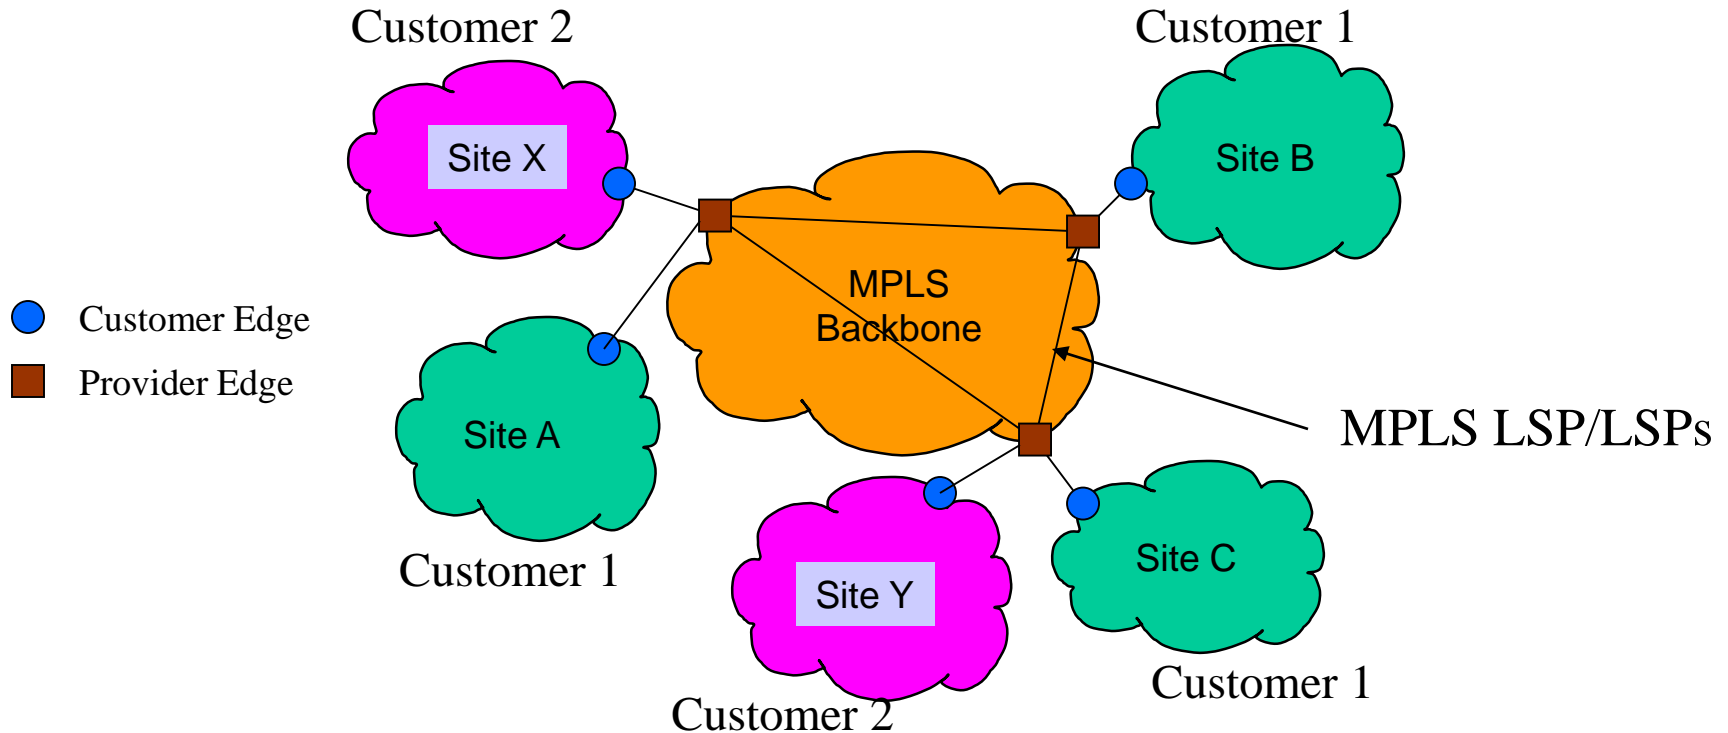 Customer 2
Customer 1
Site X
Site B
MPLS
Backbone
Customer Edge
Provider Edge
MPLS LSP/LSPs
Site A
Site C
Customer 1
Site Y
Customer 1
Customer 2